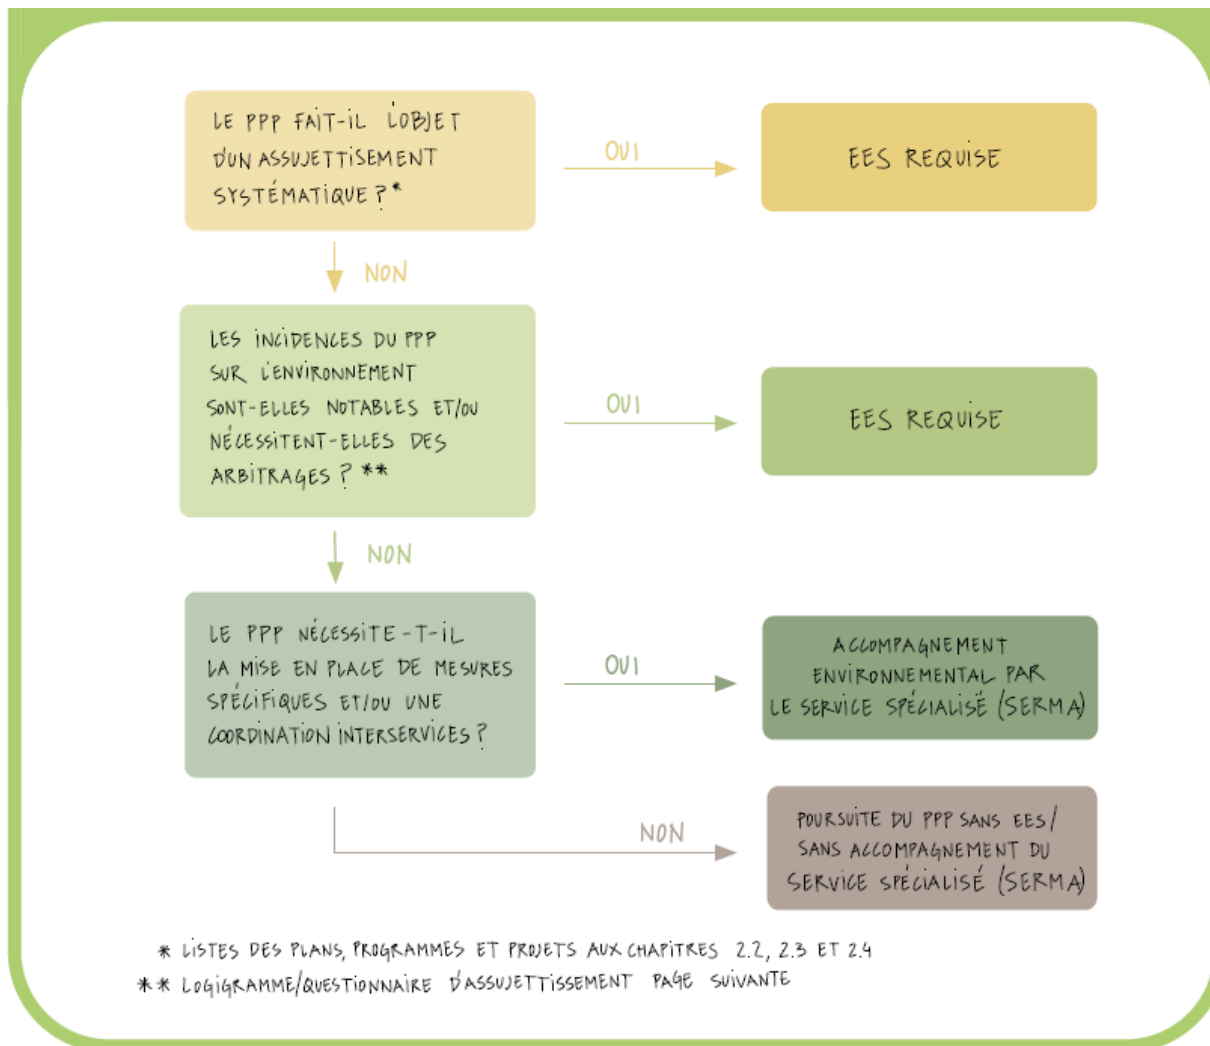 LE PPP FAIT-IL L'OBJET
D'UN ASSUJETTISEMENT
SYSTÉMATIQUE ?*
OUI
EES REQUISE
NON
LES INCIDENCES DU PPP
SUR L'ENVIRONNEMENT
SONT-ELLES NOTABLES ET/OU
NÉCESSITENT-ELLES DES
ARBITRAGES ? **
OUI
EES REQUISE
NON
LE PPP NÉCESSITE-T-IL
LA MISE EN PLACE DE MESURES
SPÉCIFIQUES ET/OU UNE
COORDINATION INTERSERVICES ?
OUI
ACCOMPAGNEMENT
ENVIRONNEMENTAL PAR
LE SERVICE SPÉCIALISÉ (SERMA)
NON
POURSUITE DU PPP SANS EES/
SANS ACCOMPAGNEMENT DU
SERVICE SPÉCIALISÉ (SERMA)
* LISTES DES PLANS, PROGRAMMES ET PROJETS AUX CHAPITRES 2.2, 2.3 ET 2.4
** LOGIGRAMME/QUESTIONNAIRE D'ASSUJETTISSEMENT PAGE SUIVANTE